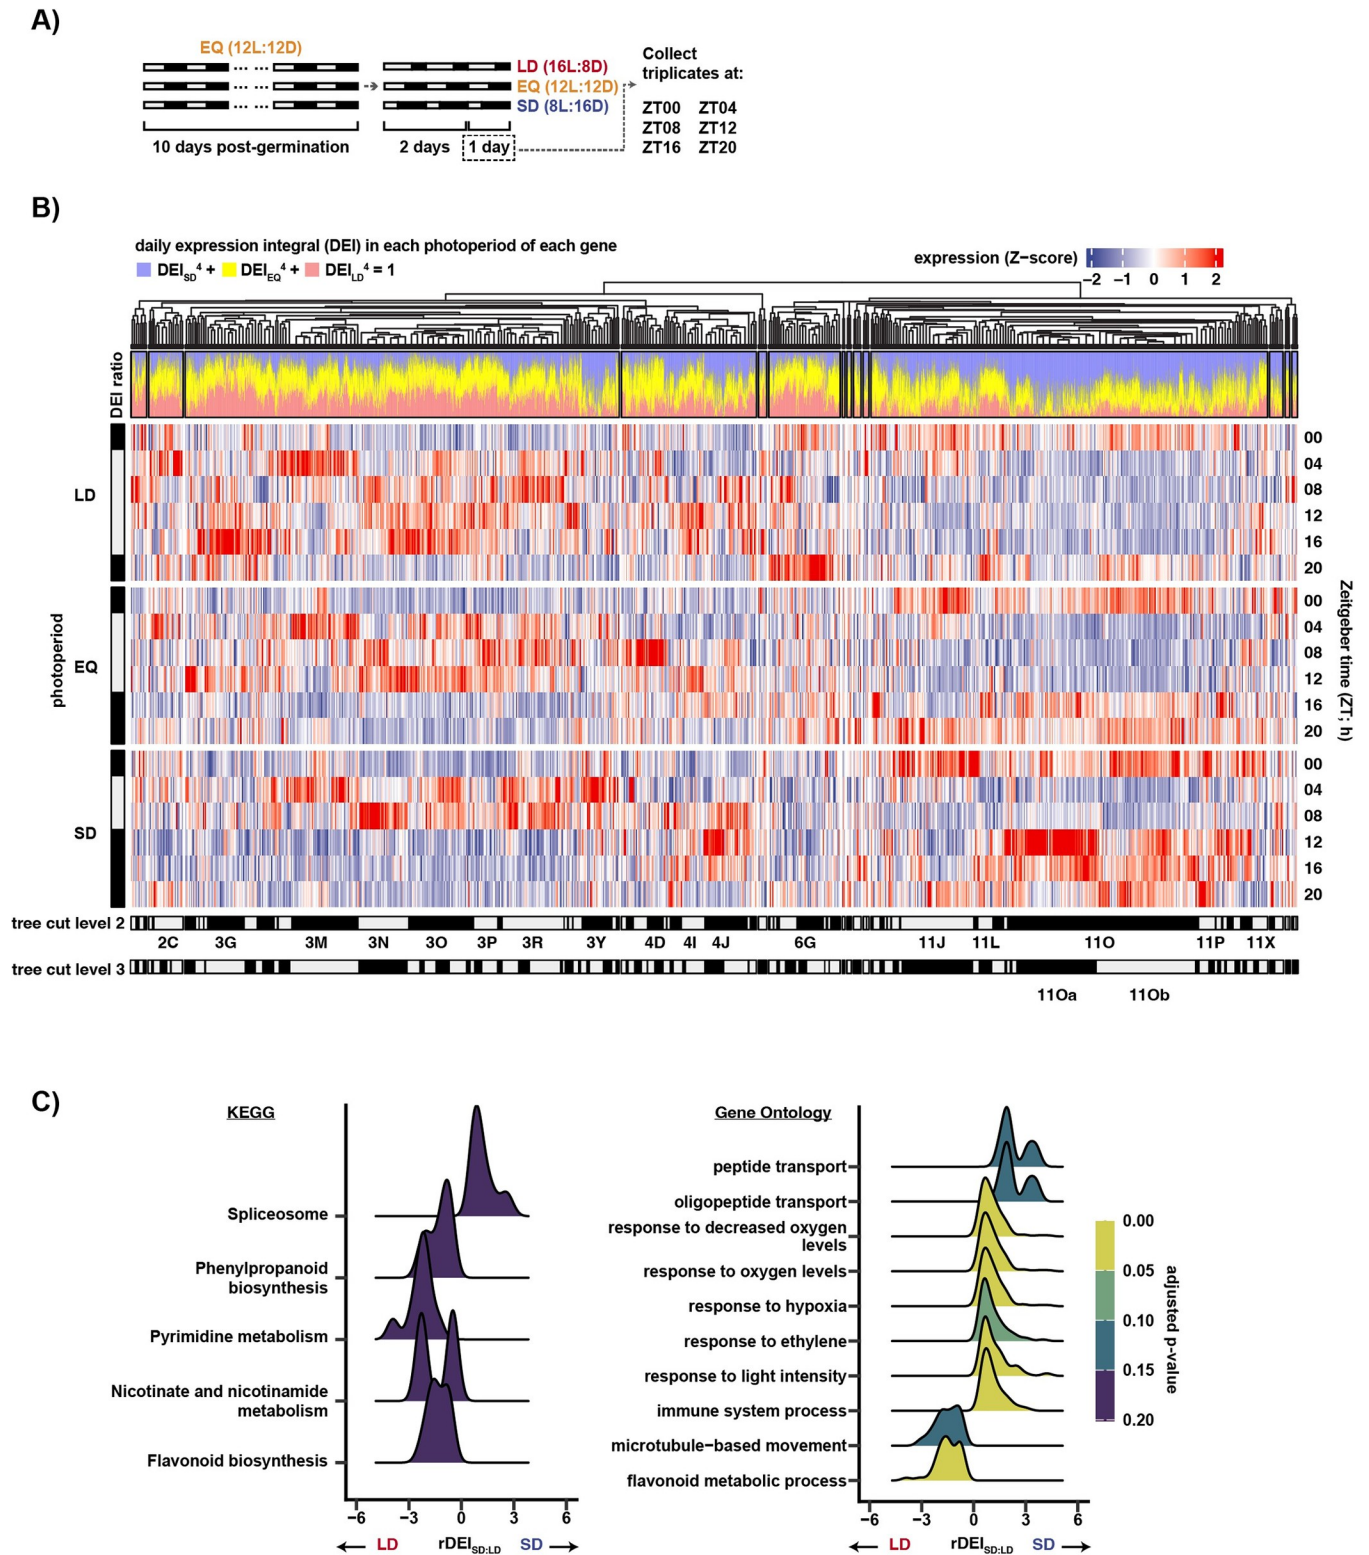 A)
EQ (12L:12D)
... ...
... ...
... ...
LD (16L:8D)
EQ (12L:12D)
SD (8L:16D)
10 days post-germination
2 days
1 day
Collect
triplicates at:
ZT00 ZT04
ZT08 ZT12
ZT16 ZT20
B)
daily expression integral (DEI) in each photoperiod of each gene
DEI_SD^4 + DEI_EQ^4 + DEI_LD^4 = 1
expression (Z−score)
−2 −1 0 1 2
DEI ratio
LD
00
04
08
12
16
20
photoperiod
EQ
00
04
08
12
16
20
Zeitgeber time (ZT; h)
SD
00
04
08
12
16
20
tree cut level 2
2C 3G 3M 3N 3O 3P 3R 3Y 4D 4I 4J 6G 11J 11L 11O 11P 11X
tree cut level 3
11Oa 11Ob
C)
KEGG
Spliceosome
Phenylpropanoid
biosynthesis
Pyrimidine metabolism
Nicotinate and nicotinamide
metabolism
Flavonoid biosynthesis
−6 −3 0 3 6
LD rDEI_SD:LD SD
Gene Ontology
peptide transport
oligopeptide transport
response to decreased oxygen
levels
response to oxygen levels
response to hypoxia
response to ethylene
response to light intensity
immune system process
microtubule−based movement
flavonoid metabolic process
−6 −3 0 3 6
LD rDEI_SD:LD SD
0.00
0.05
0.10
0.15
0.20
adjusted p-value